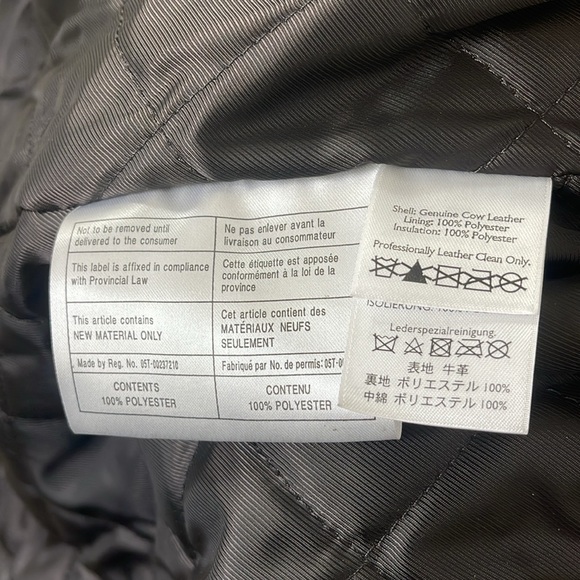 Not to be removed until
delivered to the consumer
Ne pas enlever avant la
livraison au consommateur
This label is affixed in compliance
with Provincial Law
Cette étiquette est apposée
conformément à la loi de la
province
This article contains
NEW MATERIAL ONLY
Cet article contient des
MATÉRIAUX NEUFS
SEULEMENT
Made by Reg. No. 05T-00237210
Fabriqué par No. de permis: 05T-0
CONTENTS
100% POLYESTER
CONTENU
100% POLYESTER
Shell: Genuine Cow Leather
Lining: 100% Polyester
Insulation: 100% Polyester
Professionally Leather Clean Only.
ISOLIERUNG: 100%
Lederspezialreinigung.
表地 牛革
裏地 ポリエステル 100%
中綿 ポリエステル 100%